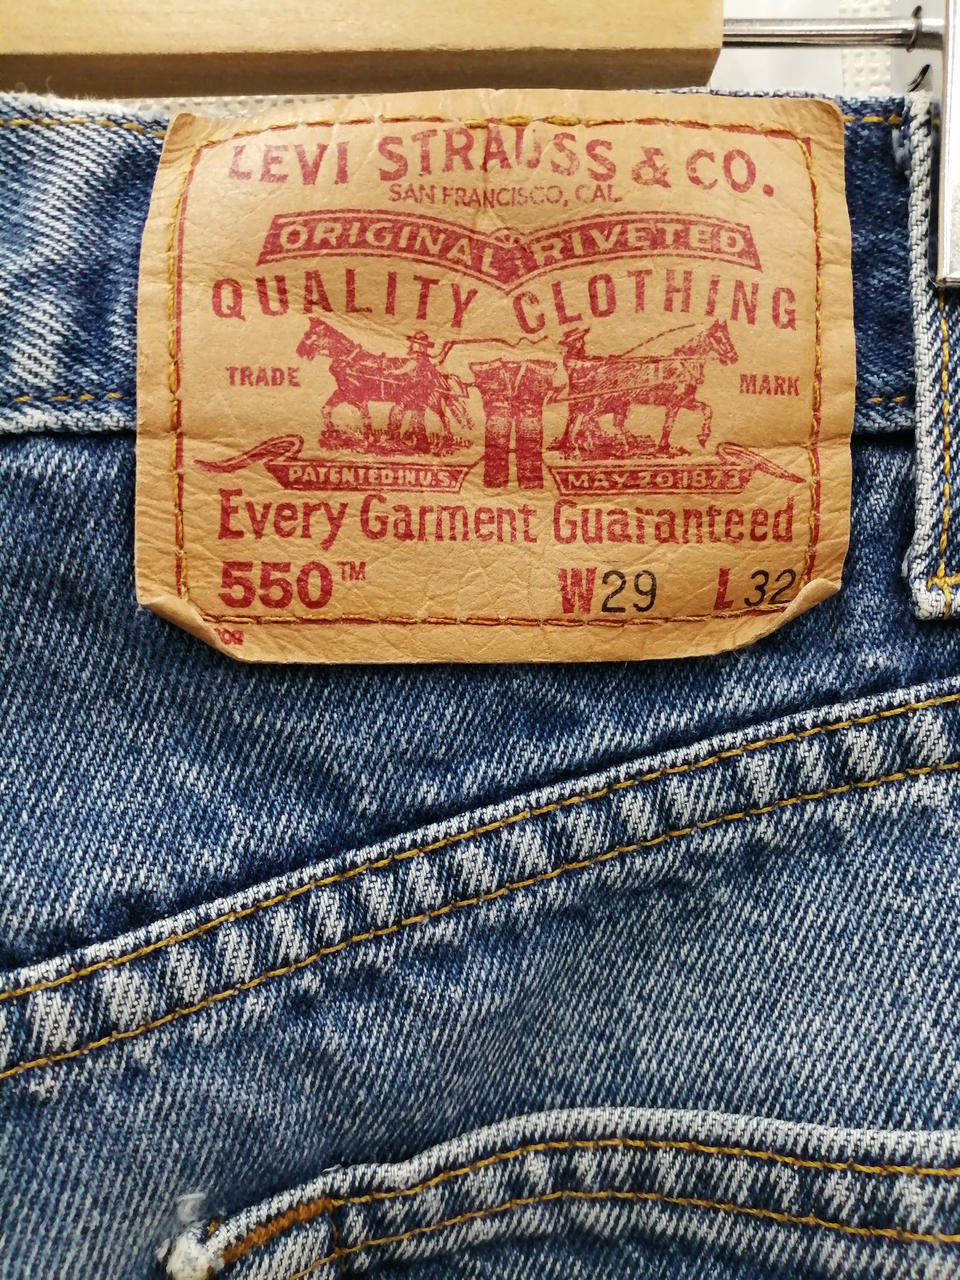 LEVI STRAUSS & CO.
SAN FRANCISCO, CAL.
ORIGINAL RIVETED
QUALITY CLOTHING
TRADE MARK
PATENTED IN U.S. MAY 20 1873
Every Garment Guaranteed
550™ W29 L 32